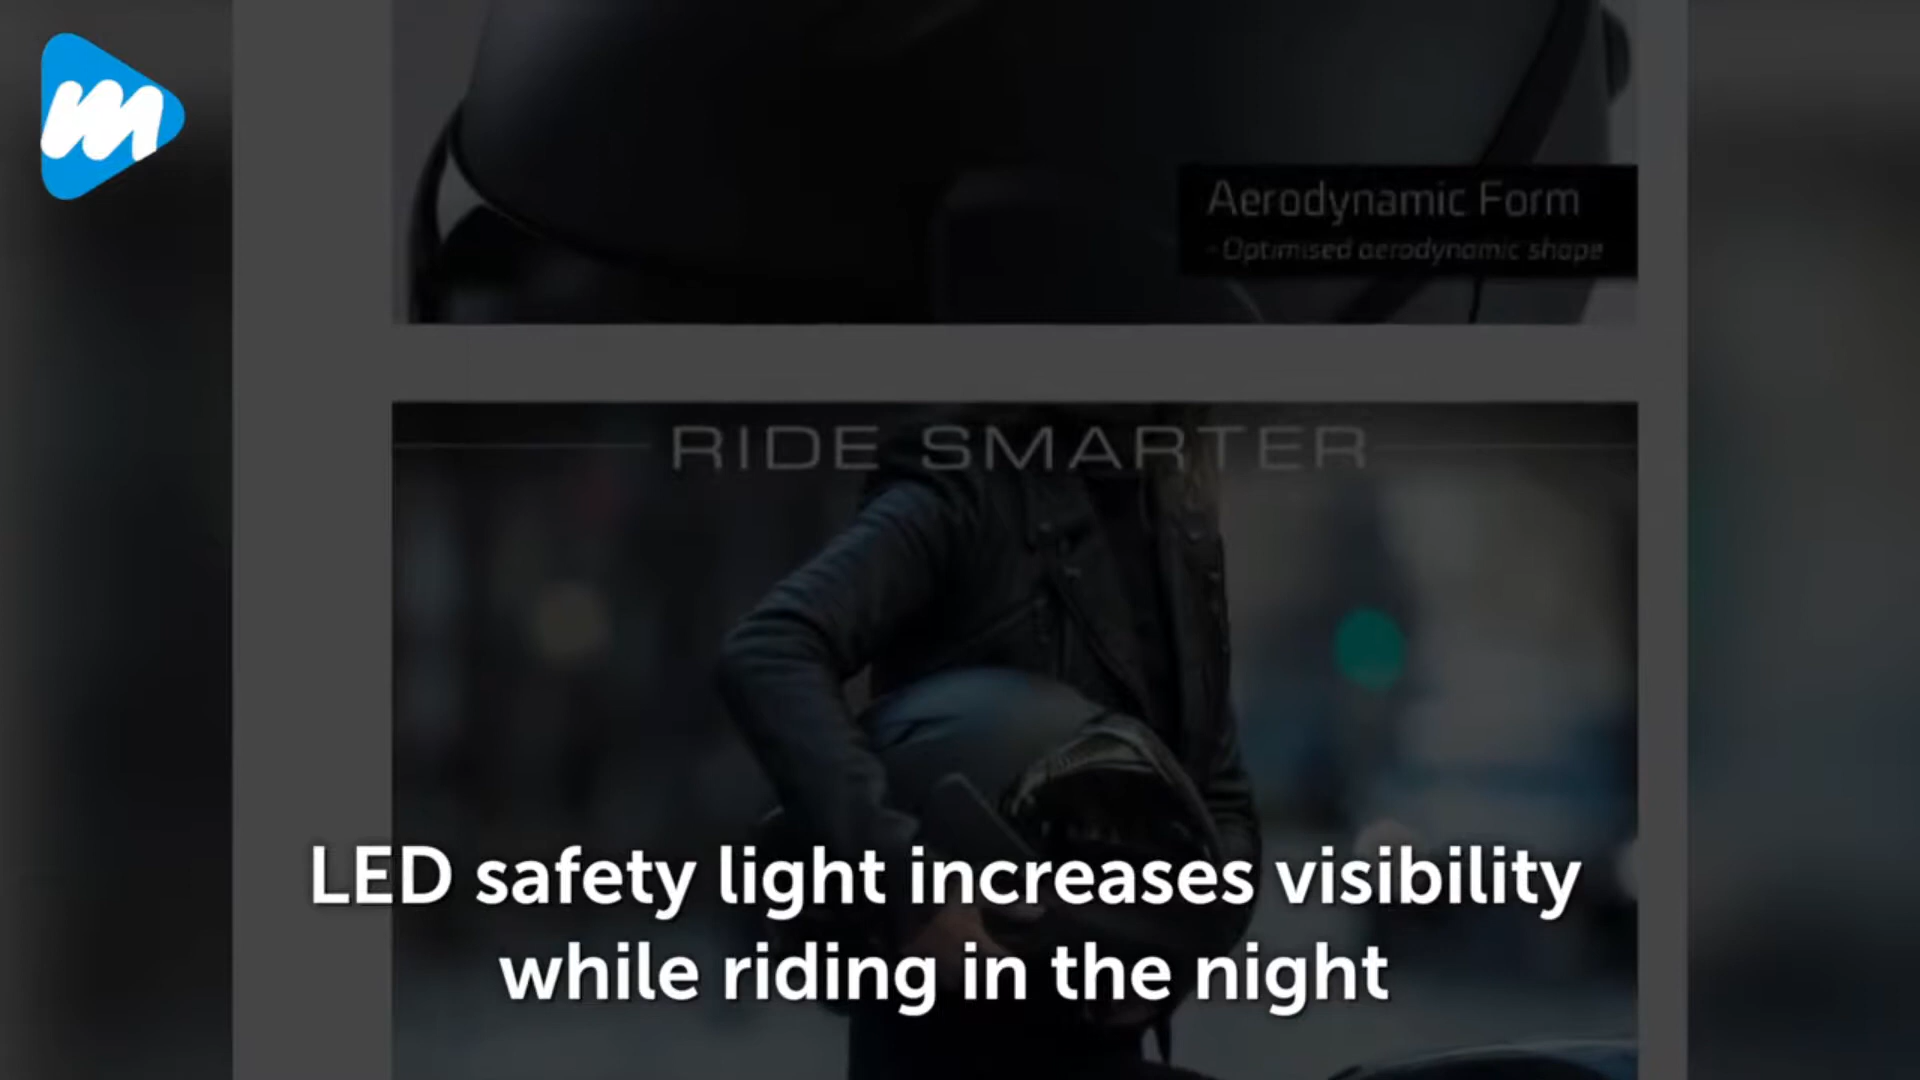 Aerodynamic Form
- Optimised aerodynamic shape
RIDE SMARTER
LED safety light increases visibility
while riding in the night